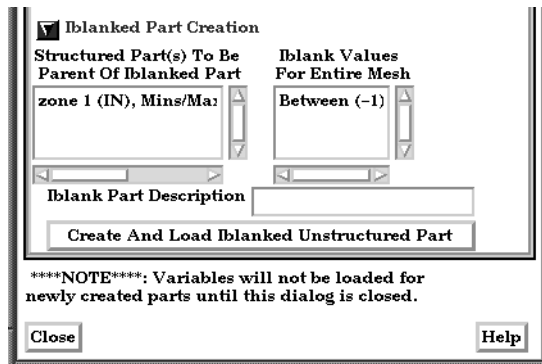 Iblanked Part Creation
Structured Part(s) To Be
Parent Of Iblanked Part
Iblank Values
For Entire Mesh
zone 1 (IN), Mins/Ma
Between (-1)
Iblank Part Description
Create And Load Iblanked Unstructured Part
****NOTE****: Variables will not be loaded for
newly created parts until this dialog is closed.
Close
Help